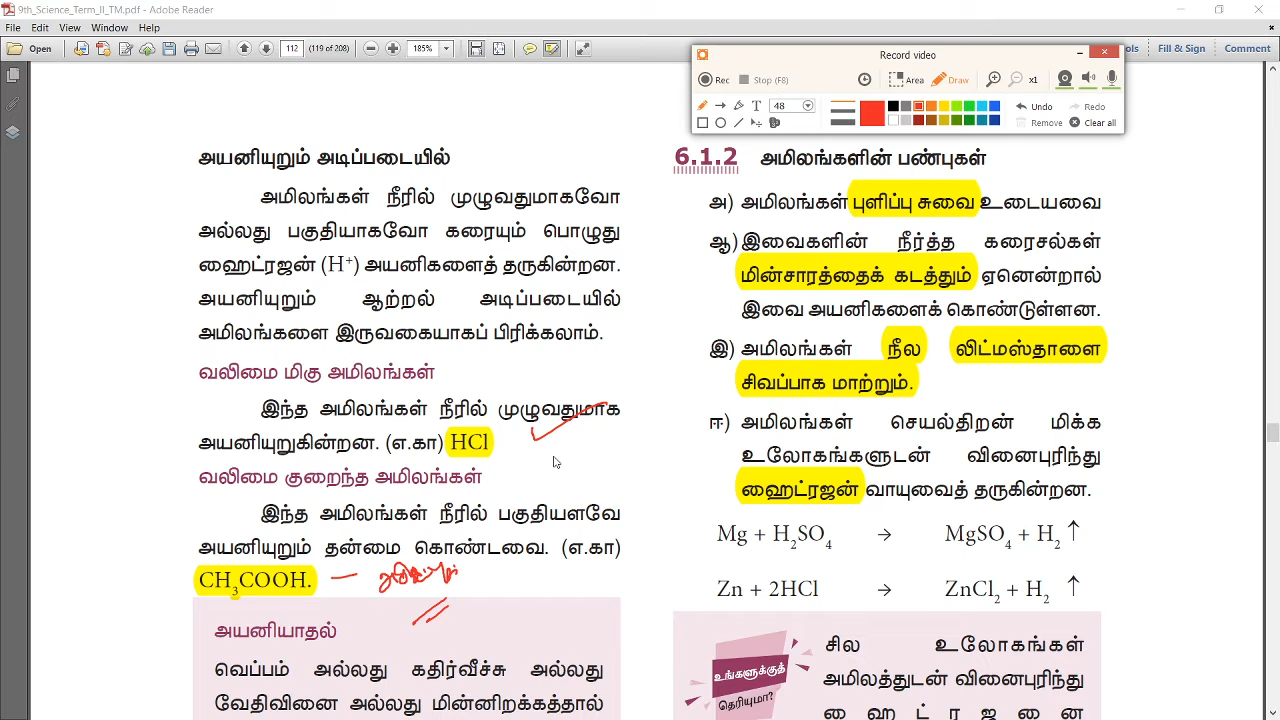 9th_Science_Term_II_TM.pdf - Adobe Reader
File Edit View Window Help
Open
112 (119 of 208)
185%
Tools Fill & Sign Comment
Record video
Rec Stop (F8) Area Draw x1
T 48 Undo Redo
Remove Clear all
அயனியுறும் அடிப்படையில்
அமிலங்கள் நீரில் முழுவதுமாகவோ
அல்லது பகுதியாகவோ கரையும் பொழுது
ஹைட்ரஜன் (H⁺) அயனிகளைத் தருகின்றன.
அயனியுறும் ஆற்றல் அடிப்படையில்
அமிலங்களை இருவகையாகப் பிரிக்கலாம்.
வலிமை மிகு அமிலங்கள்
இந்த அமிலங்கள் நீரில் முழுவதுமாக
அயனியுறுகின்றன. (எ.கா) HCl
வலிமை குறைந்த அமிலங்கள்
இந்த அமிலங்கள் நீரில் பகுதியளவே
அயனியுறும் தன்மை கொண்டவை. (எ.கா)
CH₃COOH.
அயனியாதல்
வெப்பம் அல்லது கதிர்வீச்சு அல்லது
வேதிவினை அல்லது மின்னிறக்கத்தால்
6.1.2 அமிலங்களின் பண்புகள்
அ) அமிலங்கள் புளிப்பு சுவை உடையவை
ஆ) இவைகளின் நீர்த்த கரைசல்கள்
மின்சாரத்தைக் கடத்தும் ஏனென்றால்
இவை அயனிகளைக் கொண்டுள்ளன.
இ) அமிலங்கள் நீல லிட்மஸ்தாளை
சிவப்பாக மாற்றும்.
ஈ) அமிலங்கள் செயல்திறன் மிக்க
உலோகங்களுடன் வினைபுரிந்து
ஹைட்ரஜன் வாயுவைத் தருகின்றன.
Mg + H₂SO₄ → MgSO₄ + H₂ ↑
Zn + 2HCl → ZnCl₂ + H₂ ↑
உங்களுக்குத்
தெரியுமா?
சில உலோகங்கள்
அமிலத்துடன் வினைபுரிந்து
ஹைட்ரஜனை